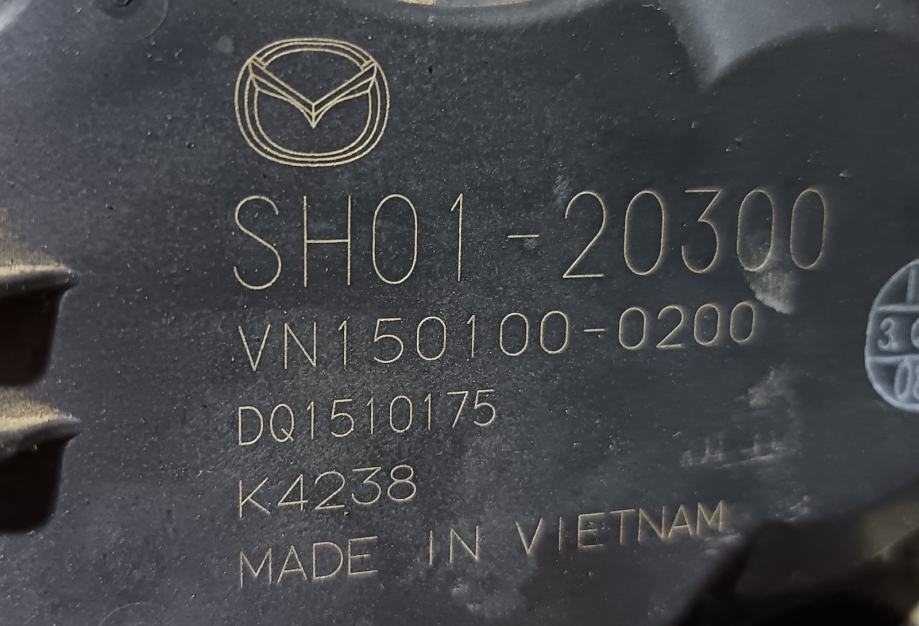 SH01-20300
VN150100-0200
DQ1510175
K4238
MADE IN VIETNAM